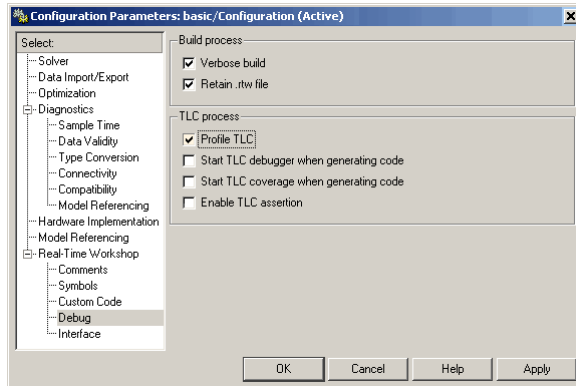 Configuration Parameters: basic/Configuration (Active)
Select:
Solver
Data Import/Export
Optimization
Diagnostics
Sample Time
Data Validity
Type Conversion
Connectivity
Compatibility
Model Referencing
Hardware Implementation
Model Referencing
Real-Time Workshop
Comments
Symbols
Custom Code
Debug
Interface
Build process
Verbose build
Retain .rtw file
TLC process
Profile TLC
Start TLC debugger when generating code
Start TLC coverage when generating code
Enable TLC assertion
OK
Cancel
Help
Apply